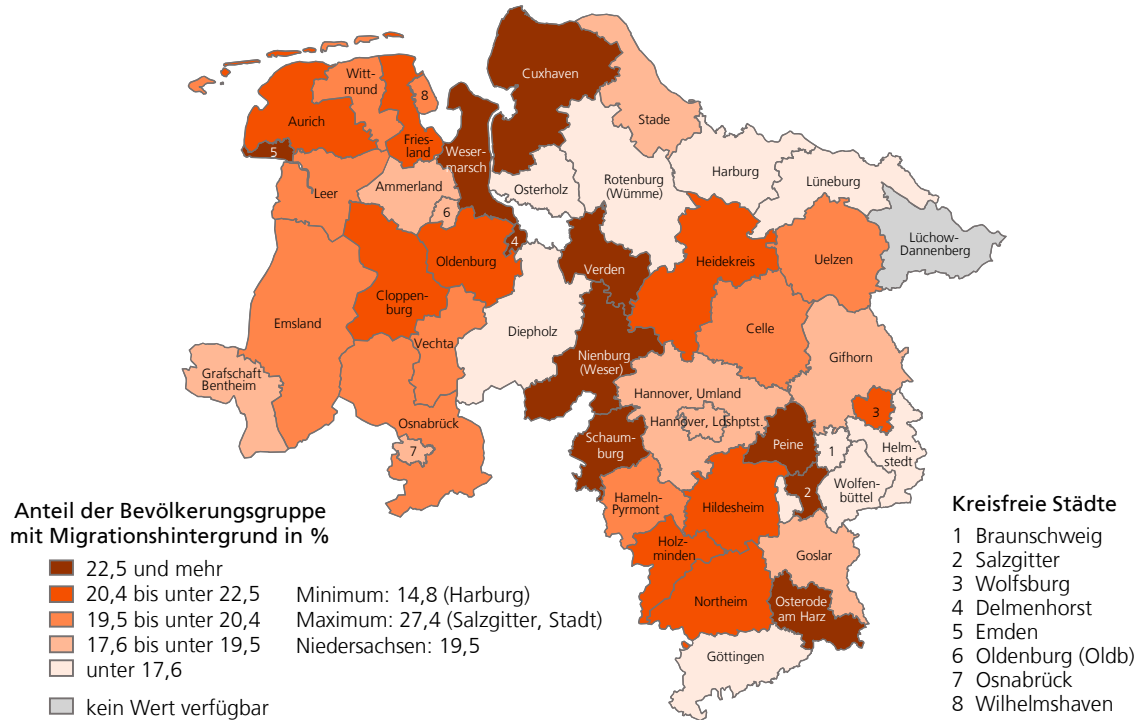 Cuxhaven
Witt-
mund
8
Aurich
Stade
Fries-
land
Weser-
marsch
5
Harburg
Lüneburg
Rotenburg
(Wümme)
Osterholz
Ammerland
Leer
6
4
Lüchow-
Dannenberg
Oldenburg
Verden
Heidekreis
Uelzen
Cloppen-
burg
Emsland
Diepholz
Celle
Vechta
Nienburg
(Weser)
Gifhorn
Grafschaft
Bentheim
Hannover, Umland
Hannover, Ldshptst.
3
Osnabrück
7
Schaum-
burg
Peine
1
Helm-
stedt
2
Wolfen-
büttel
Hameln-
Pyrmont
Hildesheim
Holz-
minden
Goslar
Northeim
Osterode
am Harz
Göttingen
Anteil der Bevölkerungsgruppe
mit Migrationshintergrund in %
22,5 und mehr
20,4 bis unter 22,5
19,5 bis unter 20,4
17,6 bis unter 19,5
unter 17,6
kein Wert verfügbar
Minimum: 14,8 (Harburg)
Maximum: 27,4 (Salzgitter, Stadt)
Niedersachsen: 19,5
Kreisfreie Städte
1 Braunschweig
2 Salzgitter
3 Wolfsburg
4 Delmenhorst
5 Emden
6 Oldenburg (Oldb)
7 Osnabrück
8 Wilhelmshaven